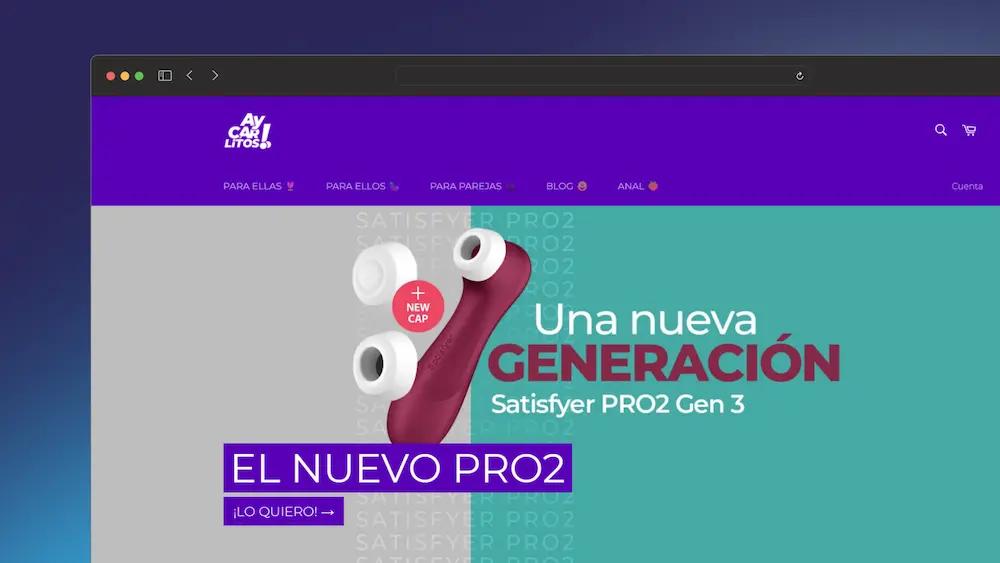 AY
CAR
LITOS!
PARA ELLAS
PARA ELLOS
PARA PAREJAS
BLOG
ANAL
Cuenta
SATISFYER PRO2
SATISFYER PRO2
+
NEW
CAP
Satisfyer
Una nueva
GENERACIÓN
Satisfyer PRO2 Gen 3
EL NUEVO PRO2
¡LO QUIERO! →
SATISFYER PRO2
SATISFYER PRO2
SATISFYER PRO2